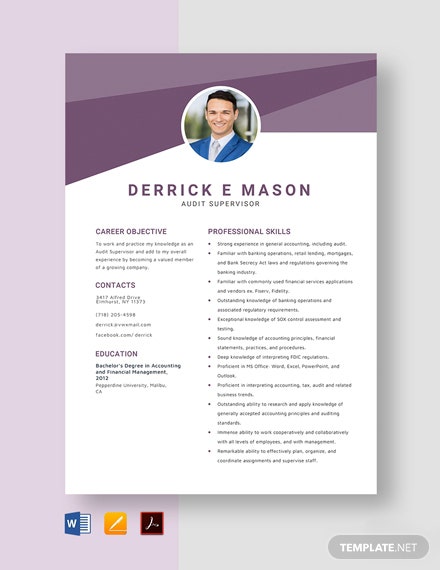 DERRICK E MASON
AUDIT SUPERVISOR
CAREER OBJECTIVE
To work and practice my knowledge as an
Audit Supervisor and add to my overall
experience by becoming a valued member
of a growing company.
CONTACTS
3417 Alfred Drive
Elmhurst, NY 11373
(718) 205-4598
derrick@vwxmail.com
facebook.com/ derrick
EDUCATION
Bachelor's Degree in Accounting
and Financial Management,
2012
Pepperdine University, Malibu,
CA
PROFESSIONAL SKILLS
• Strong experience in general accounting, including audit.
• Familiar with banking operations, retail lending, mortgages,
and Bank Secrecy Act laws and regulations governing the
banking industry.
• Familiar with commonly used financial services applications
and vendors ex. Fiserv, Fidelity.
• Outstanding knowledge of banking operations and
associated regulatory requirements.
• Exceptional knowledge of SOX control assessment and
testing.
• Sound knowledge of accounting principles, financial
statements, practices, and procedures.
• Deep knowledge of interpreting FDIC regulations.
• Proficient in MS Office: Word, Excel, PowerPoint, and
Outlook.
• Proficient in interpreting accounting, tax, audit and related
business trends.
• Outstanding ability to research and apply knowledge of
generally accepted accounting principles and auditing
standards.
• Immense ability to work cooperatively and collaboratively
with all levels of employees, and with management.
• Remarkable ability to effectively plan, organize, and
coordinate assignments and supervise staff.
W
TEMPLATE.NET